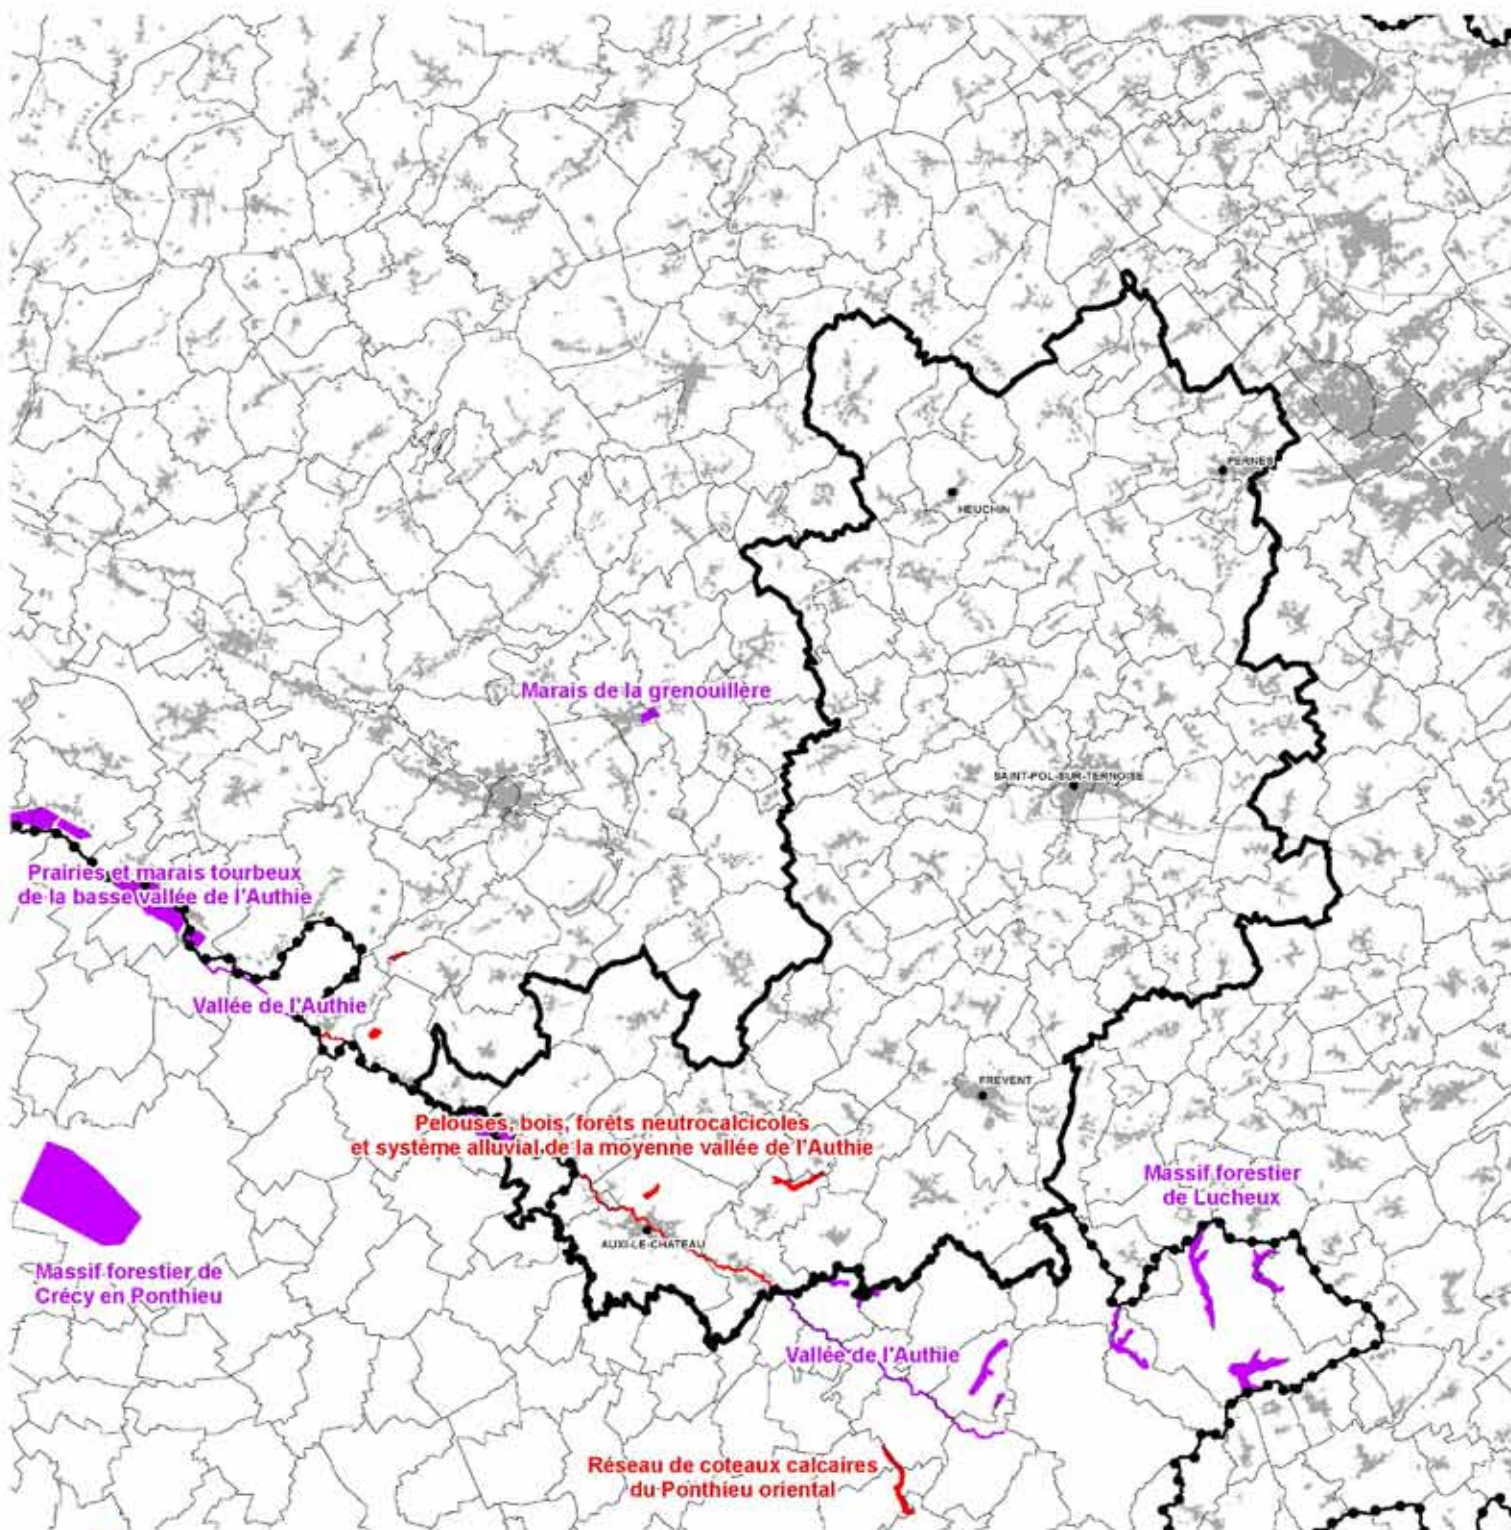 PERNES
HEUCHIN
Marais de la grenouillère
SAINT-POL-SUR-TERNOISE
Prairies et marais tourbeux
de la basse vallée de l'Authie
Vallée de l'Authie
FREVENT
Pelouses, bois, forêts neutrocalcicoles
et système alluvial de la moyenne vallée de l'Authie
Massif forestier
de Lucheux
AUXI-LE-CHATEAU
Massif forestier de
Crécy en Ponthieu
Vallée de l'Authie
Réseau de coteaux calcaires
du Ponthieu oriental